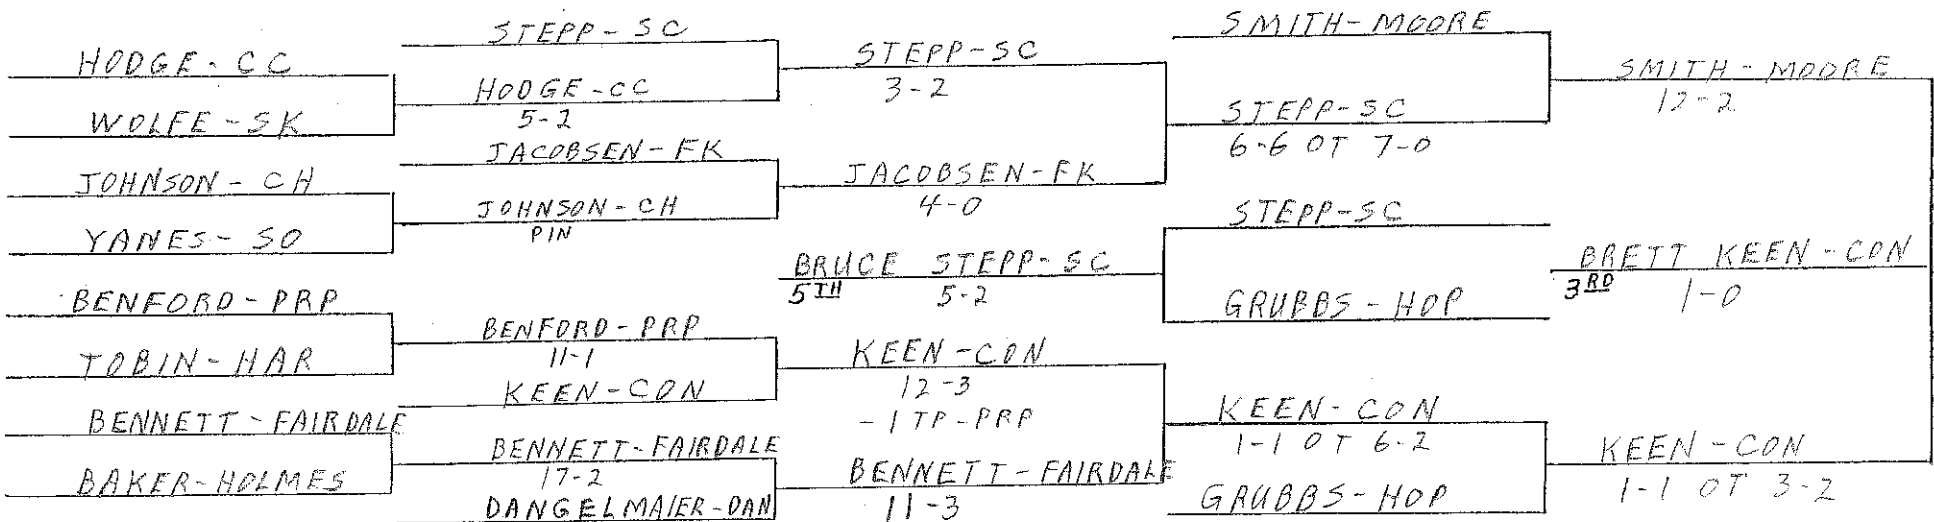 HODGE - CC
WOLFE - SK
JOHNSON - CH
YANES - SO
BENFORD - PRP
TOBIN - HAR
BENNETT - FAIRDALE
BAKER - HOLMES
STEPP - SC
HODGE - CC
5-2
JACOBSEN - FK
JOHNSON - CH
PIN
BENFORD - PRP
11-1
KEEN - CON
BENNETT - FAIRDALE
17-2
DANGELMAIER - DAN
STEPP - SC
3-2
JACOBSEN - FK
4-0
BRUCE STEPP - SC
5TH 5-2
KEEN - CON
12-3
-1 TP - PRP
BENNETT - FAIRDALE
11-3
SMITH - MOORE
STEPP - SC
6-6 OT 7-0
STEPP - SC
GRUBBS - HOP
KEEN - CON
1-1 OT 6-2
GRUBBS - HOP
SMITH - MOORE
12-2
BRETT KEEN - CON
3RD 1-0
KEEN - CON
1-1 OT 3-2